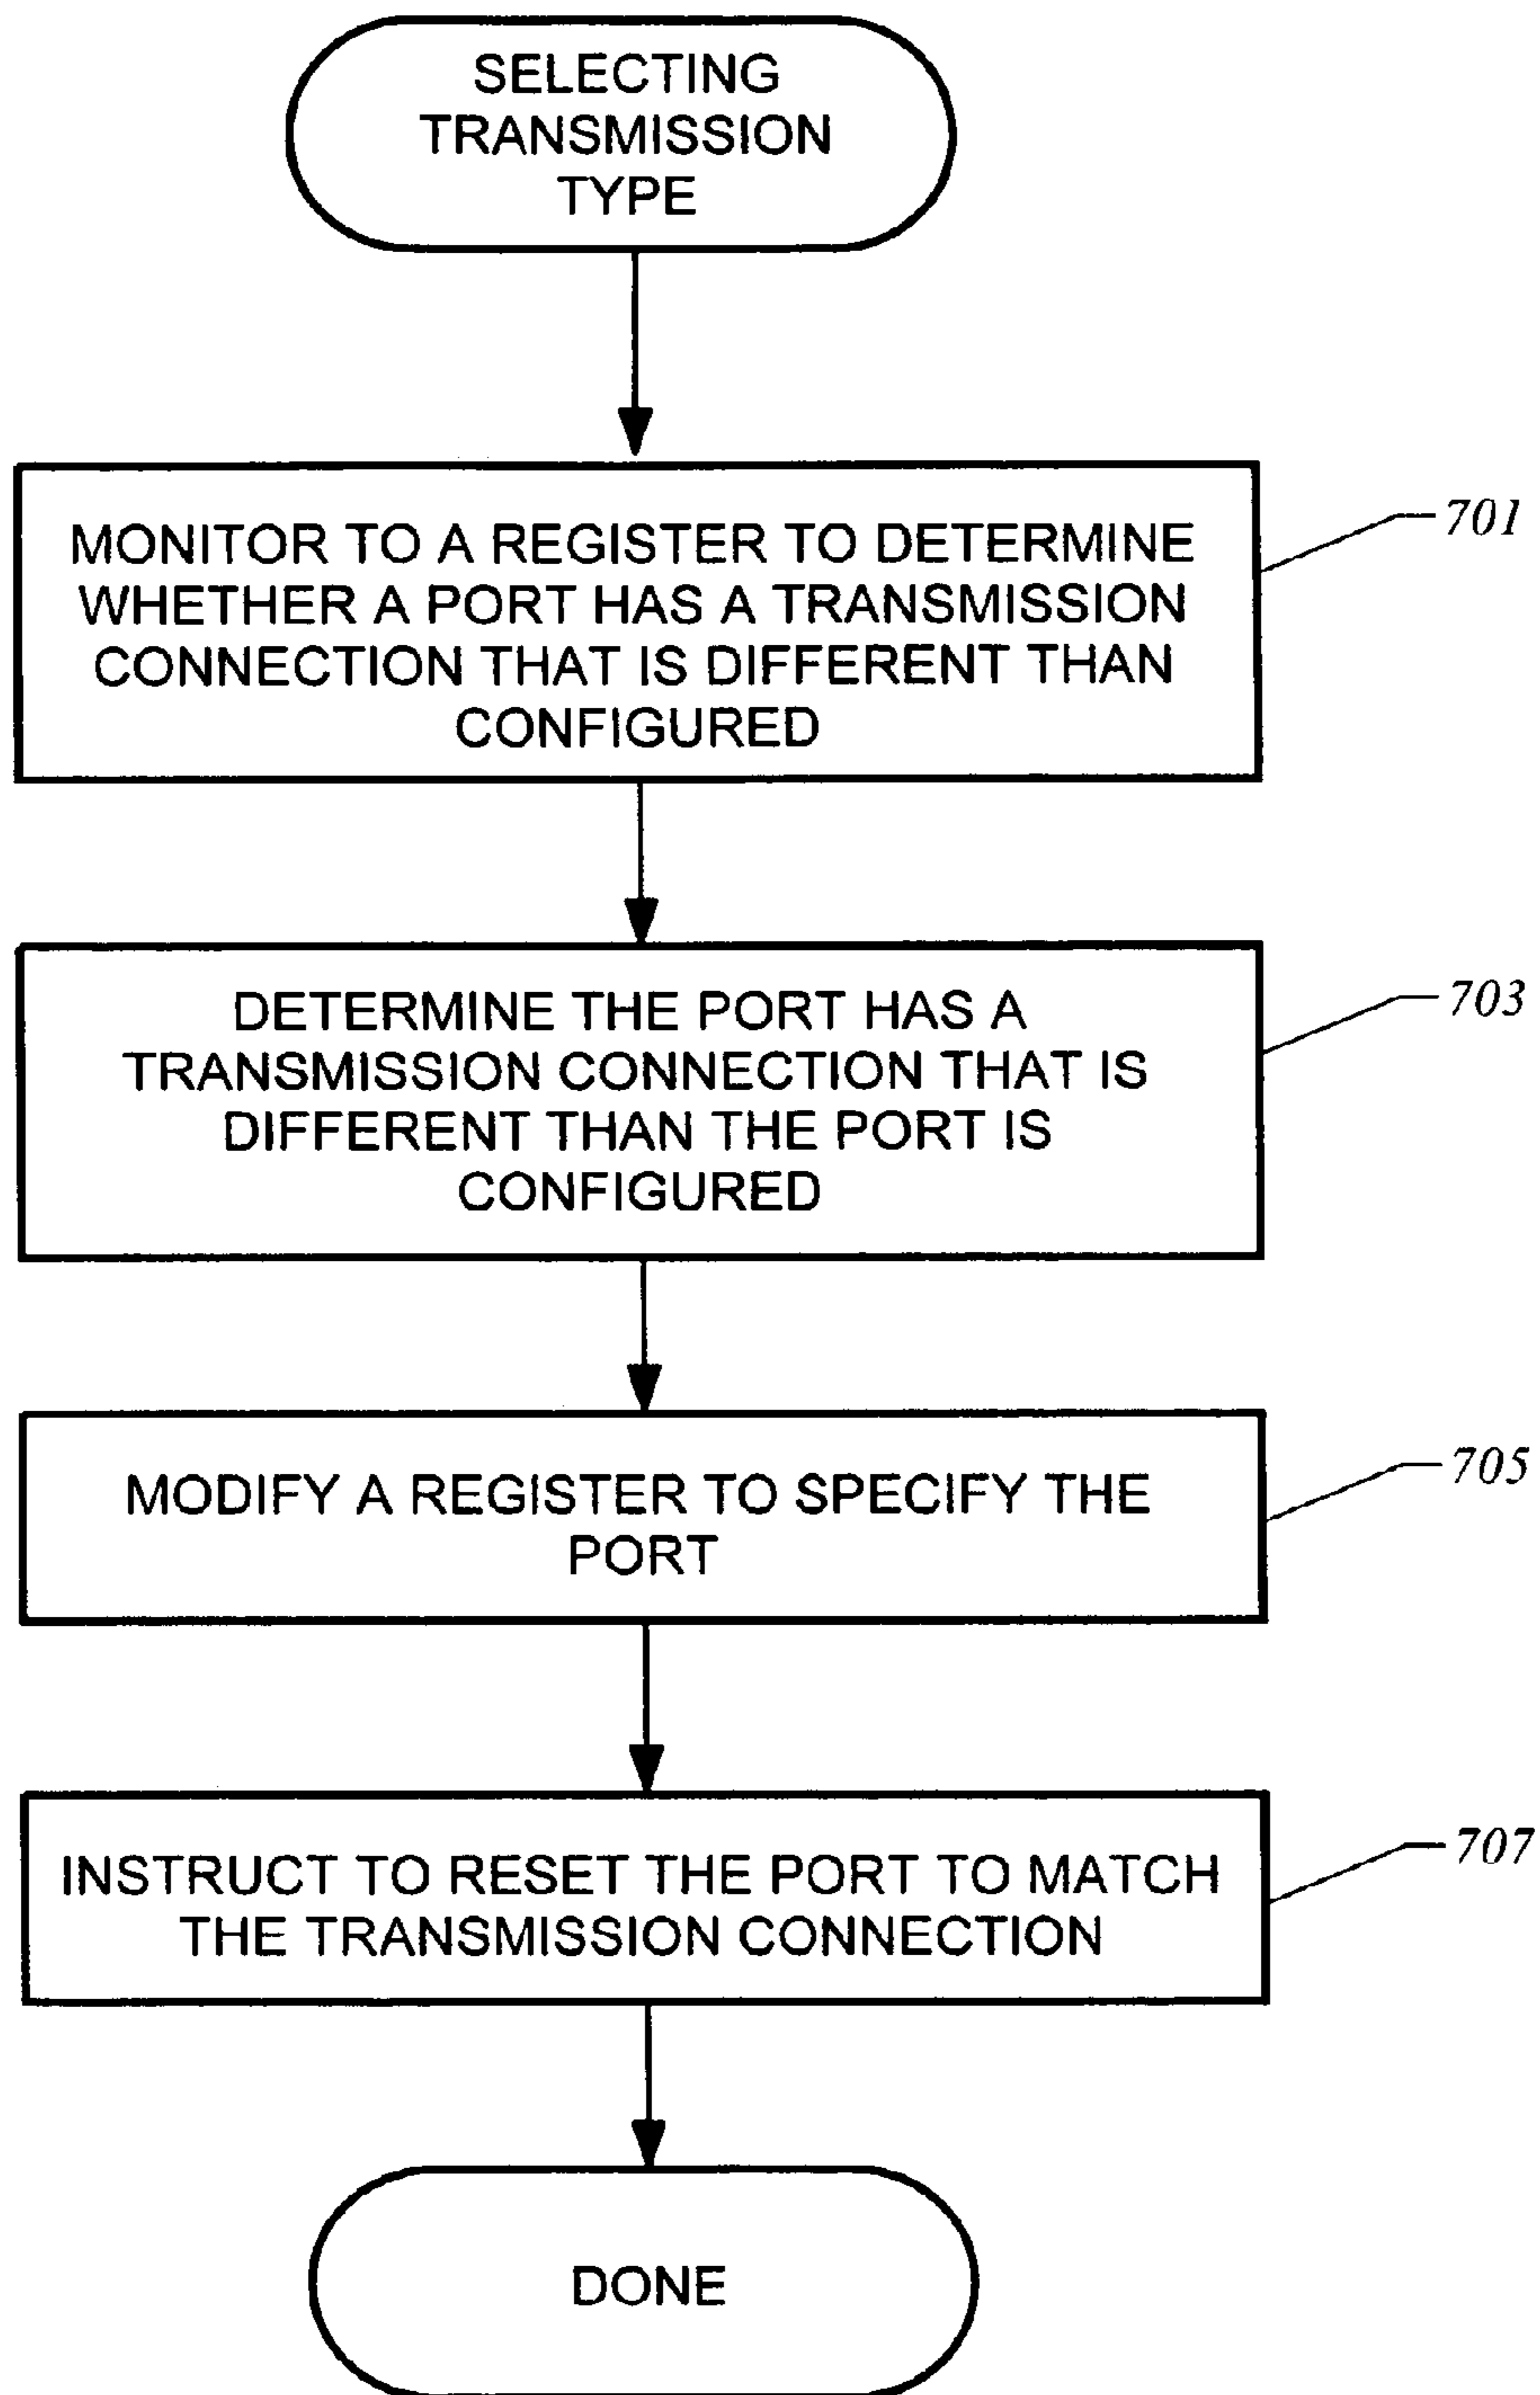 SELECTING
TRANSMISSION
TYPE
MONITOR TO A REGISTER TO DETERMINE
WHETHER A PORT HAS A TRANSMISSION
CONNECTION THAT IS DIFFERENT THAN
CONFIGURED
701
DETERMINE THE PORT HAS A
TRANSMISSION CONNECTION THAT IS
DIFFERENT THAN THE PORT IS
CONFIGURED
703
MODIFY A REGISTER TO SPECIFY THE
PORT
705
INSTRUCT TO RESET THE PORT TO MATCH
THE TRANSMISSION CONNECTION
707
DONE